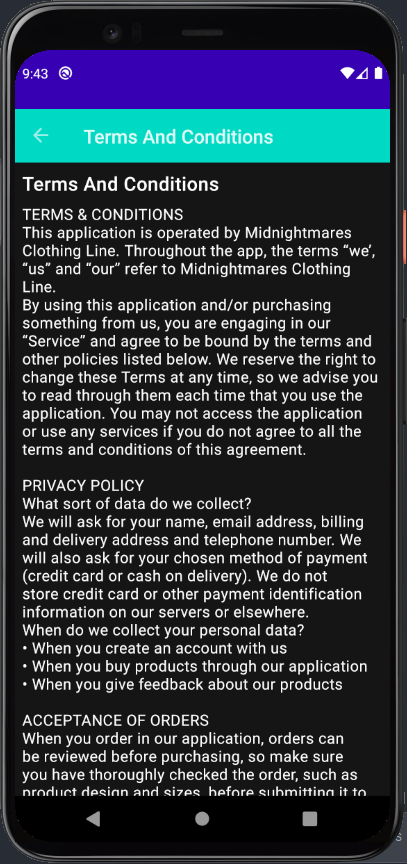 9:43
Terms And Conditions
Terms And Conditions
TERMS & CONDITIONS
This application is operated by Midnightmares
Clothing Line. Throughout the app, the terms “we’,
“us” and “our” refer to Midnightmares Clothing
Line.
By using this application and/or purchasing
something from us, you are engaging in our
“Service” and agree to be bound by the terms and
other policies listed below. We reserve the right to
change these Terms at any time, so we advise you
to read through them each time that you use the
application. You may not access the application
or use any services if you do not agree to all the
terms and conditions of this agreement.
PRIVACY POLICY
What sort of data do we collect?
We will ask for your name, email address, billing
and delivery address and telephone number. We
will also ask for your chosen method of payment
(credit card or cash on delivery). We do not
store credit card or other payment identification
information on our servers or elsewhere.
When do we collect your personal data?
• When you create an account with us
• When you buy products through our application
• When you give feedback about our products
ACCEPTANCE OF ORDERS
When you order in our application, orders can
be reviewed before purchasing, so make sure
you have thoroughly checked the order, such as
product design and sizes, before submitting it to
s